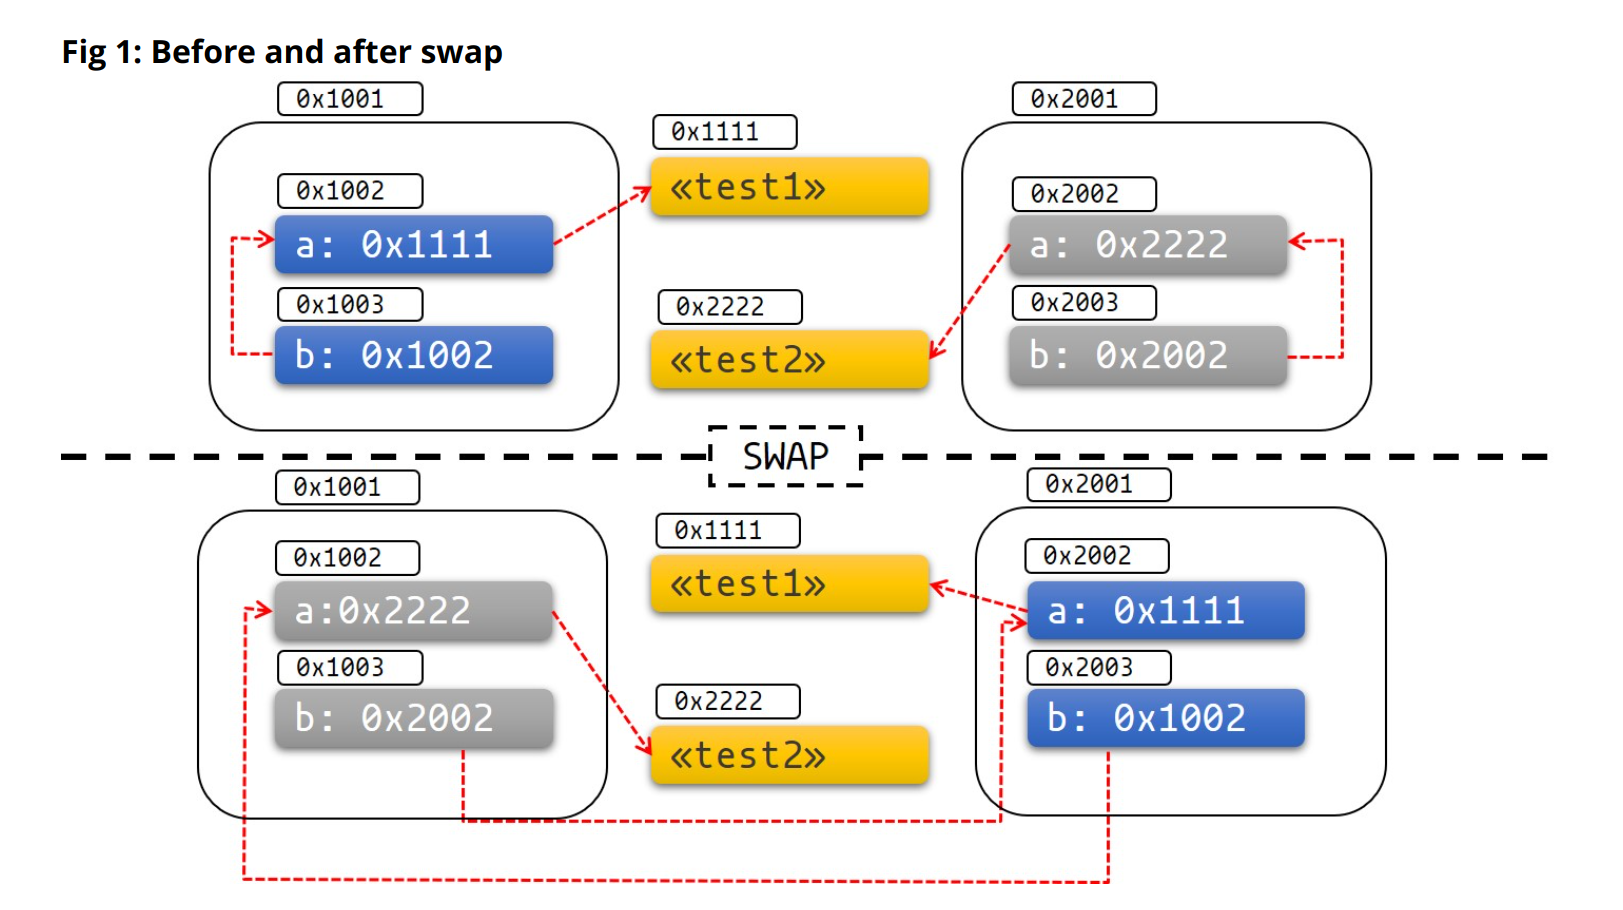 Fig 1: Before and after swap
0x1001
0x1002
a: 0x1111
0x1003
b: 0x1002
0x1111
«test1»
0x2222
«test2»
0x2001
0x2002
a: 0x2222
0x2003
b: 0x2002
SWAP
0x1001
0x1002
a:0x2222
0x1003
b: 0x2002
0x1111
«test1»
0x2222
«test2»
0x2001
0x2002
a: 0x1111
0x2003
b: 0x1002